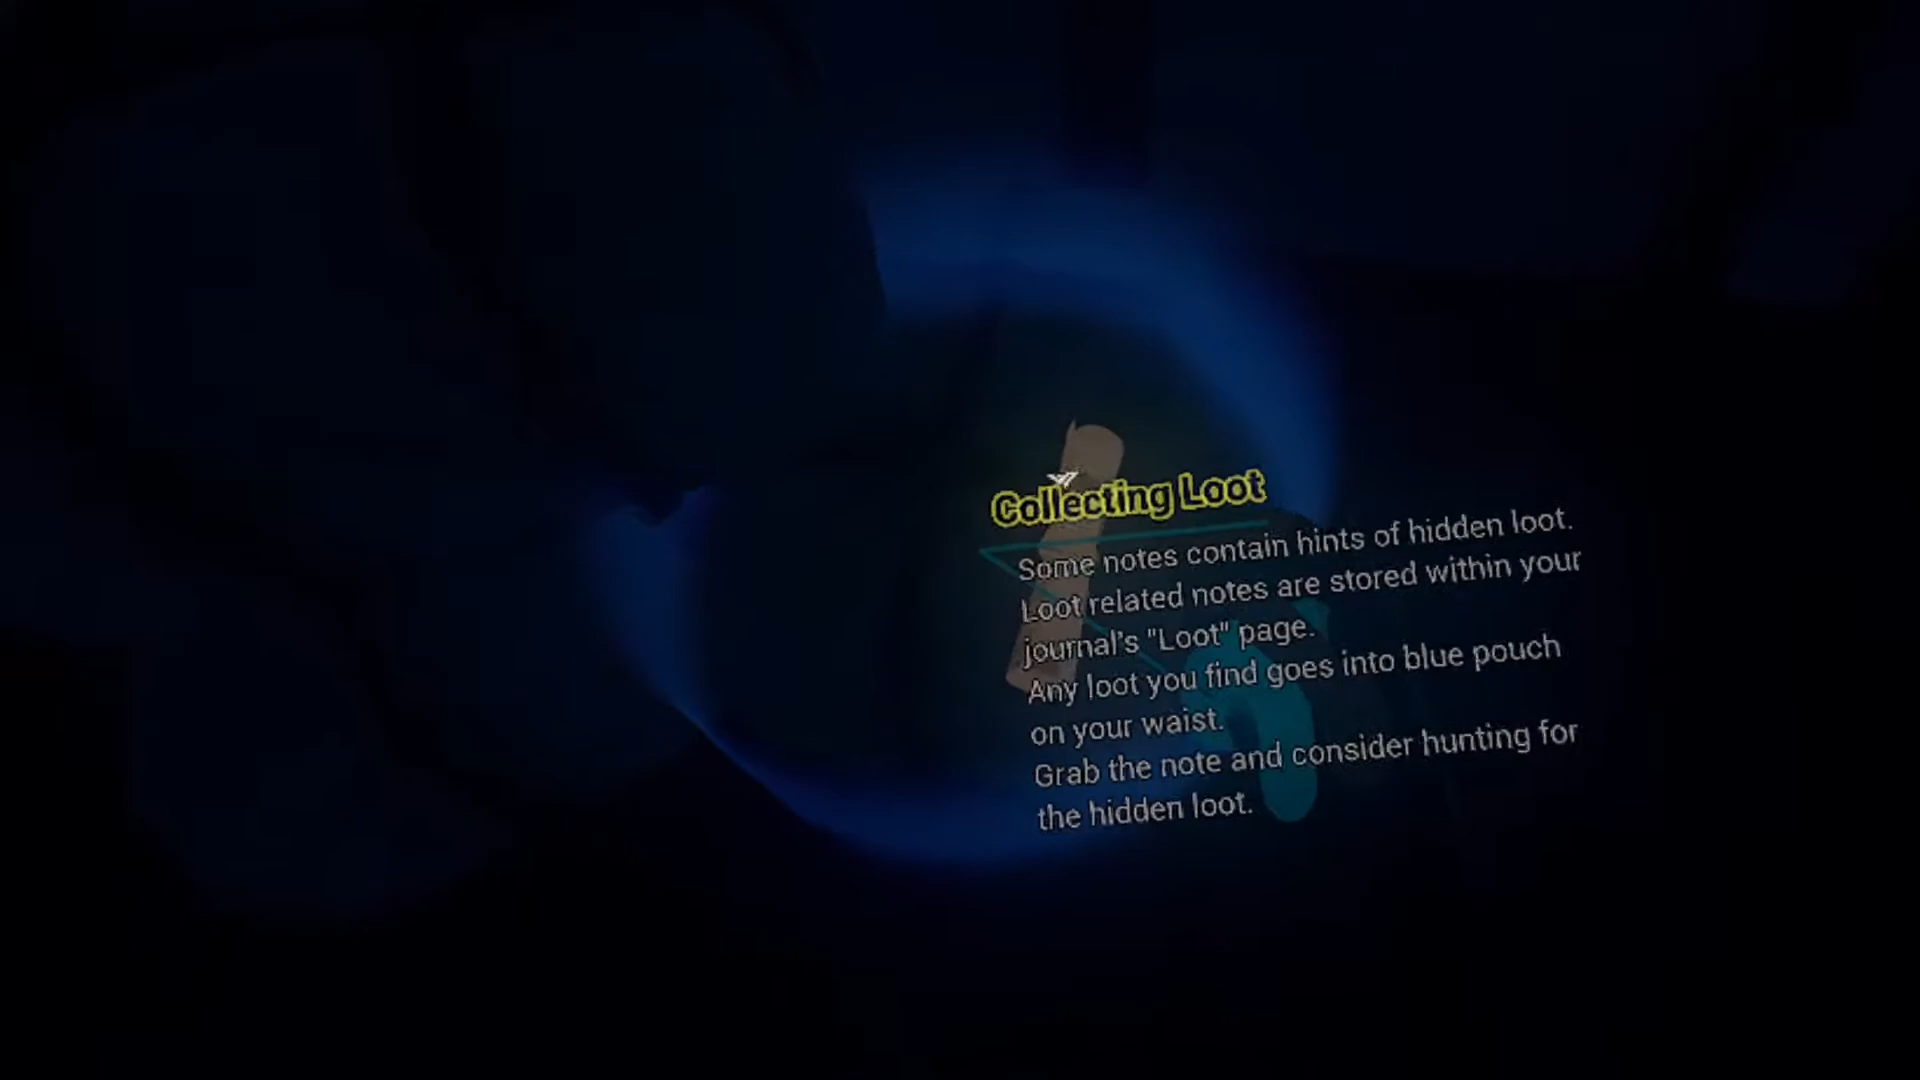 Collecting Loot
Some notes contain hints of hidden loot.
Loot related notes are stored within your
journal's "Loot" page.
Any loot you find goes into blue pouch
on your waist.
Grab the note and consider hunting for
the hidden loot.